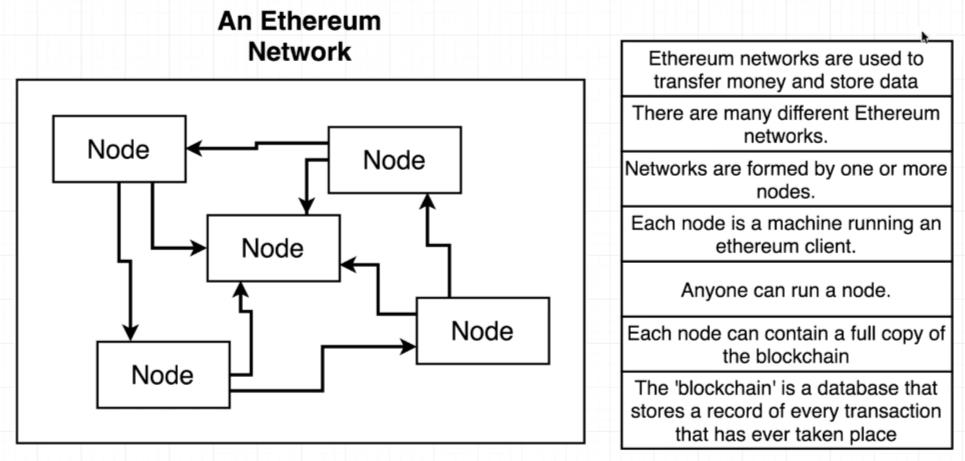 An Ethereum
Network
Node
Node
Node
Node
Node
Ethereum networks are used to
transfer money and store data
There are many different Ethereum
networks.
Networks are formed by one or more
nodes.
Each node is a machine running an
ethereum client.
Anyone can run a node.
Each node can contain a full copy of
the blockchain
The 'blockchain' is a database that
stores a record of every transaction
that has ever taken place